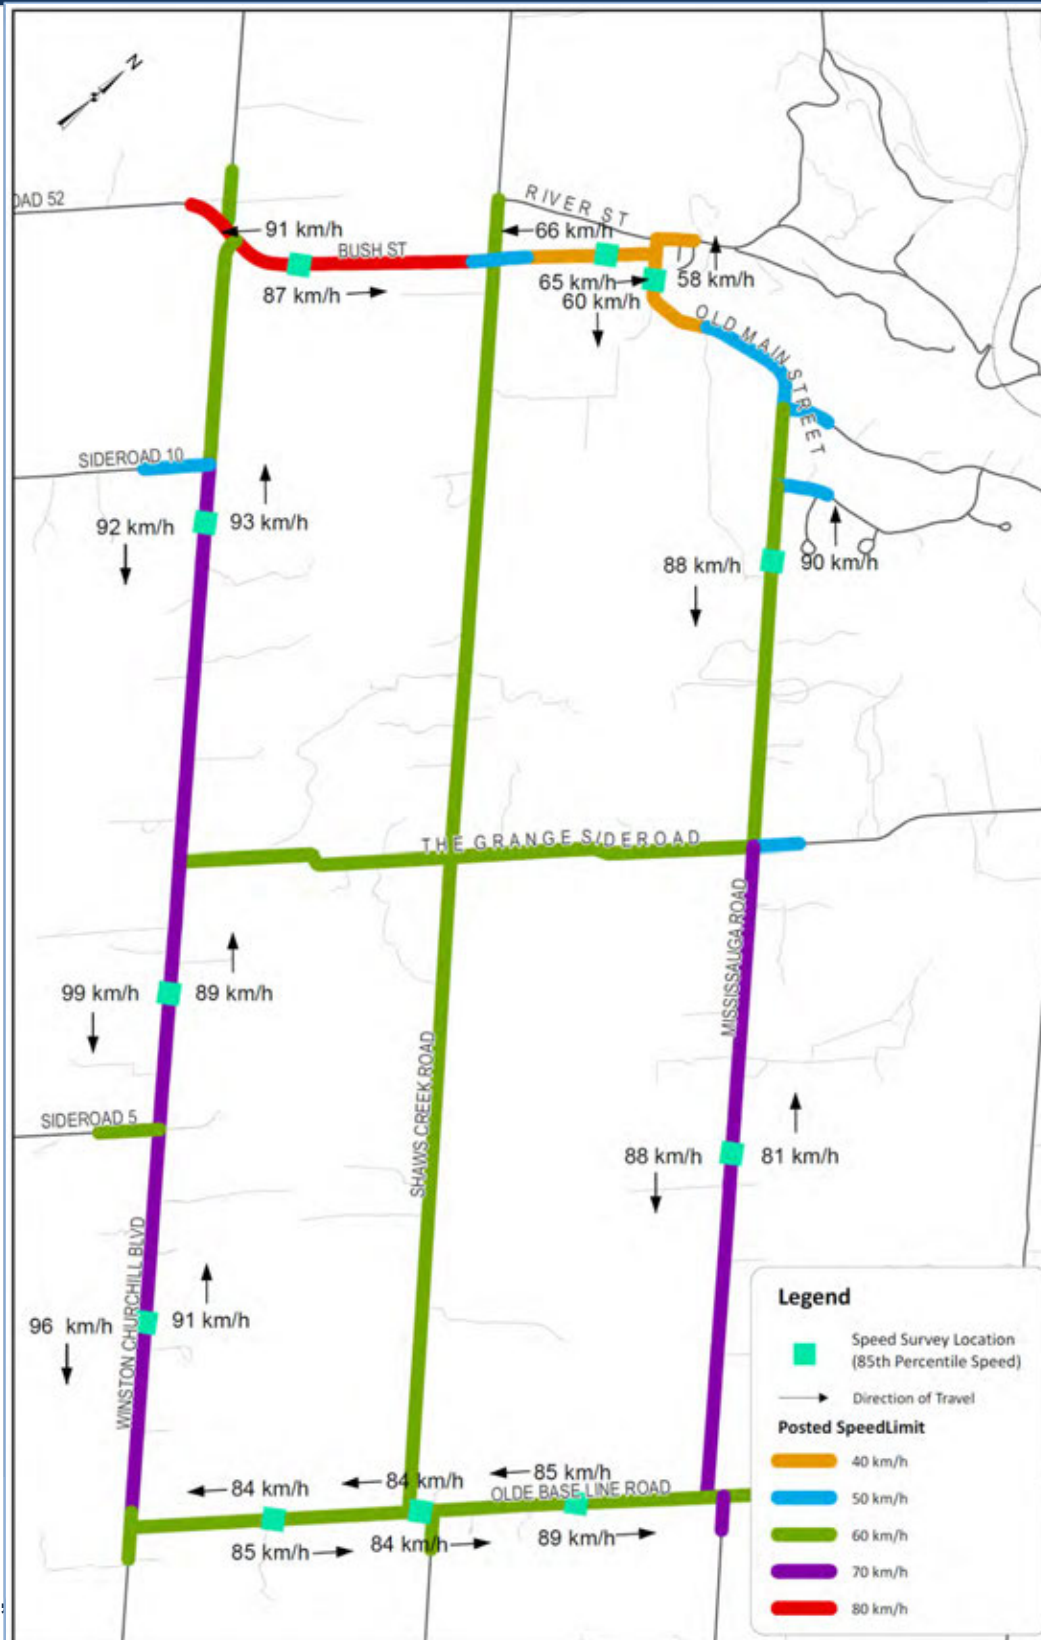 N
OAD 52
RIVER ST
91 km/h
66 km/h
BUSH ST
65 km/h
58 km/h
87 km/h
60 km/h
OLD MAIN STREET
SIDEROAD 10
92 km/h
93 km/h
88 km/h
90 km/h
THE GRANGE SIDEROAD
MISSISSAUGA ROAD
99 km/h
89 km/h
SHAWS CREEK ROAD
SIDEROAD 5
88 km/h
81 km/h
WINSTON CHURCHILL BLVD
96 km/h
91 km/h
84 km/h
84 km/h
85 km/h
OLDE BASE LINE ROAD
85 km/h
84 km/h
89 km/h
Legend
Speed Survey Location
(85th Percentile Speed)
Direction of Travel
Posted SpeedLimit
40 km/h
50 km/h
60 km/h
70 km/h
80 km/h